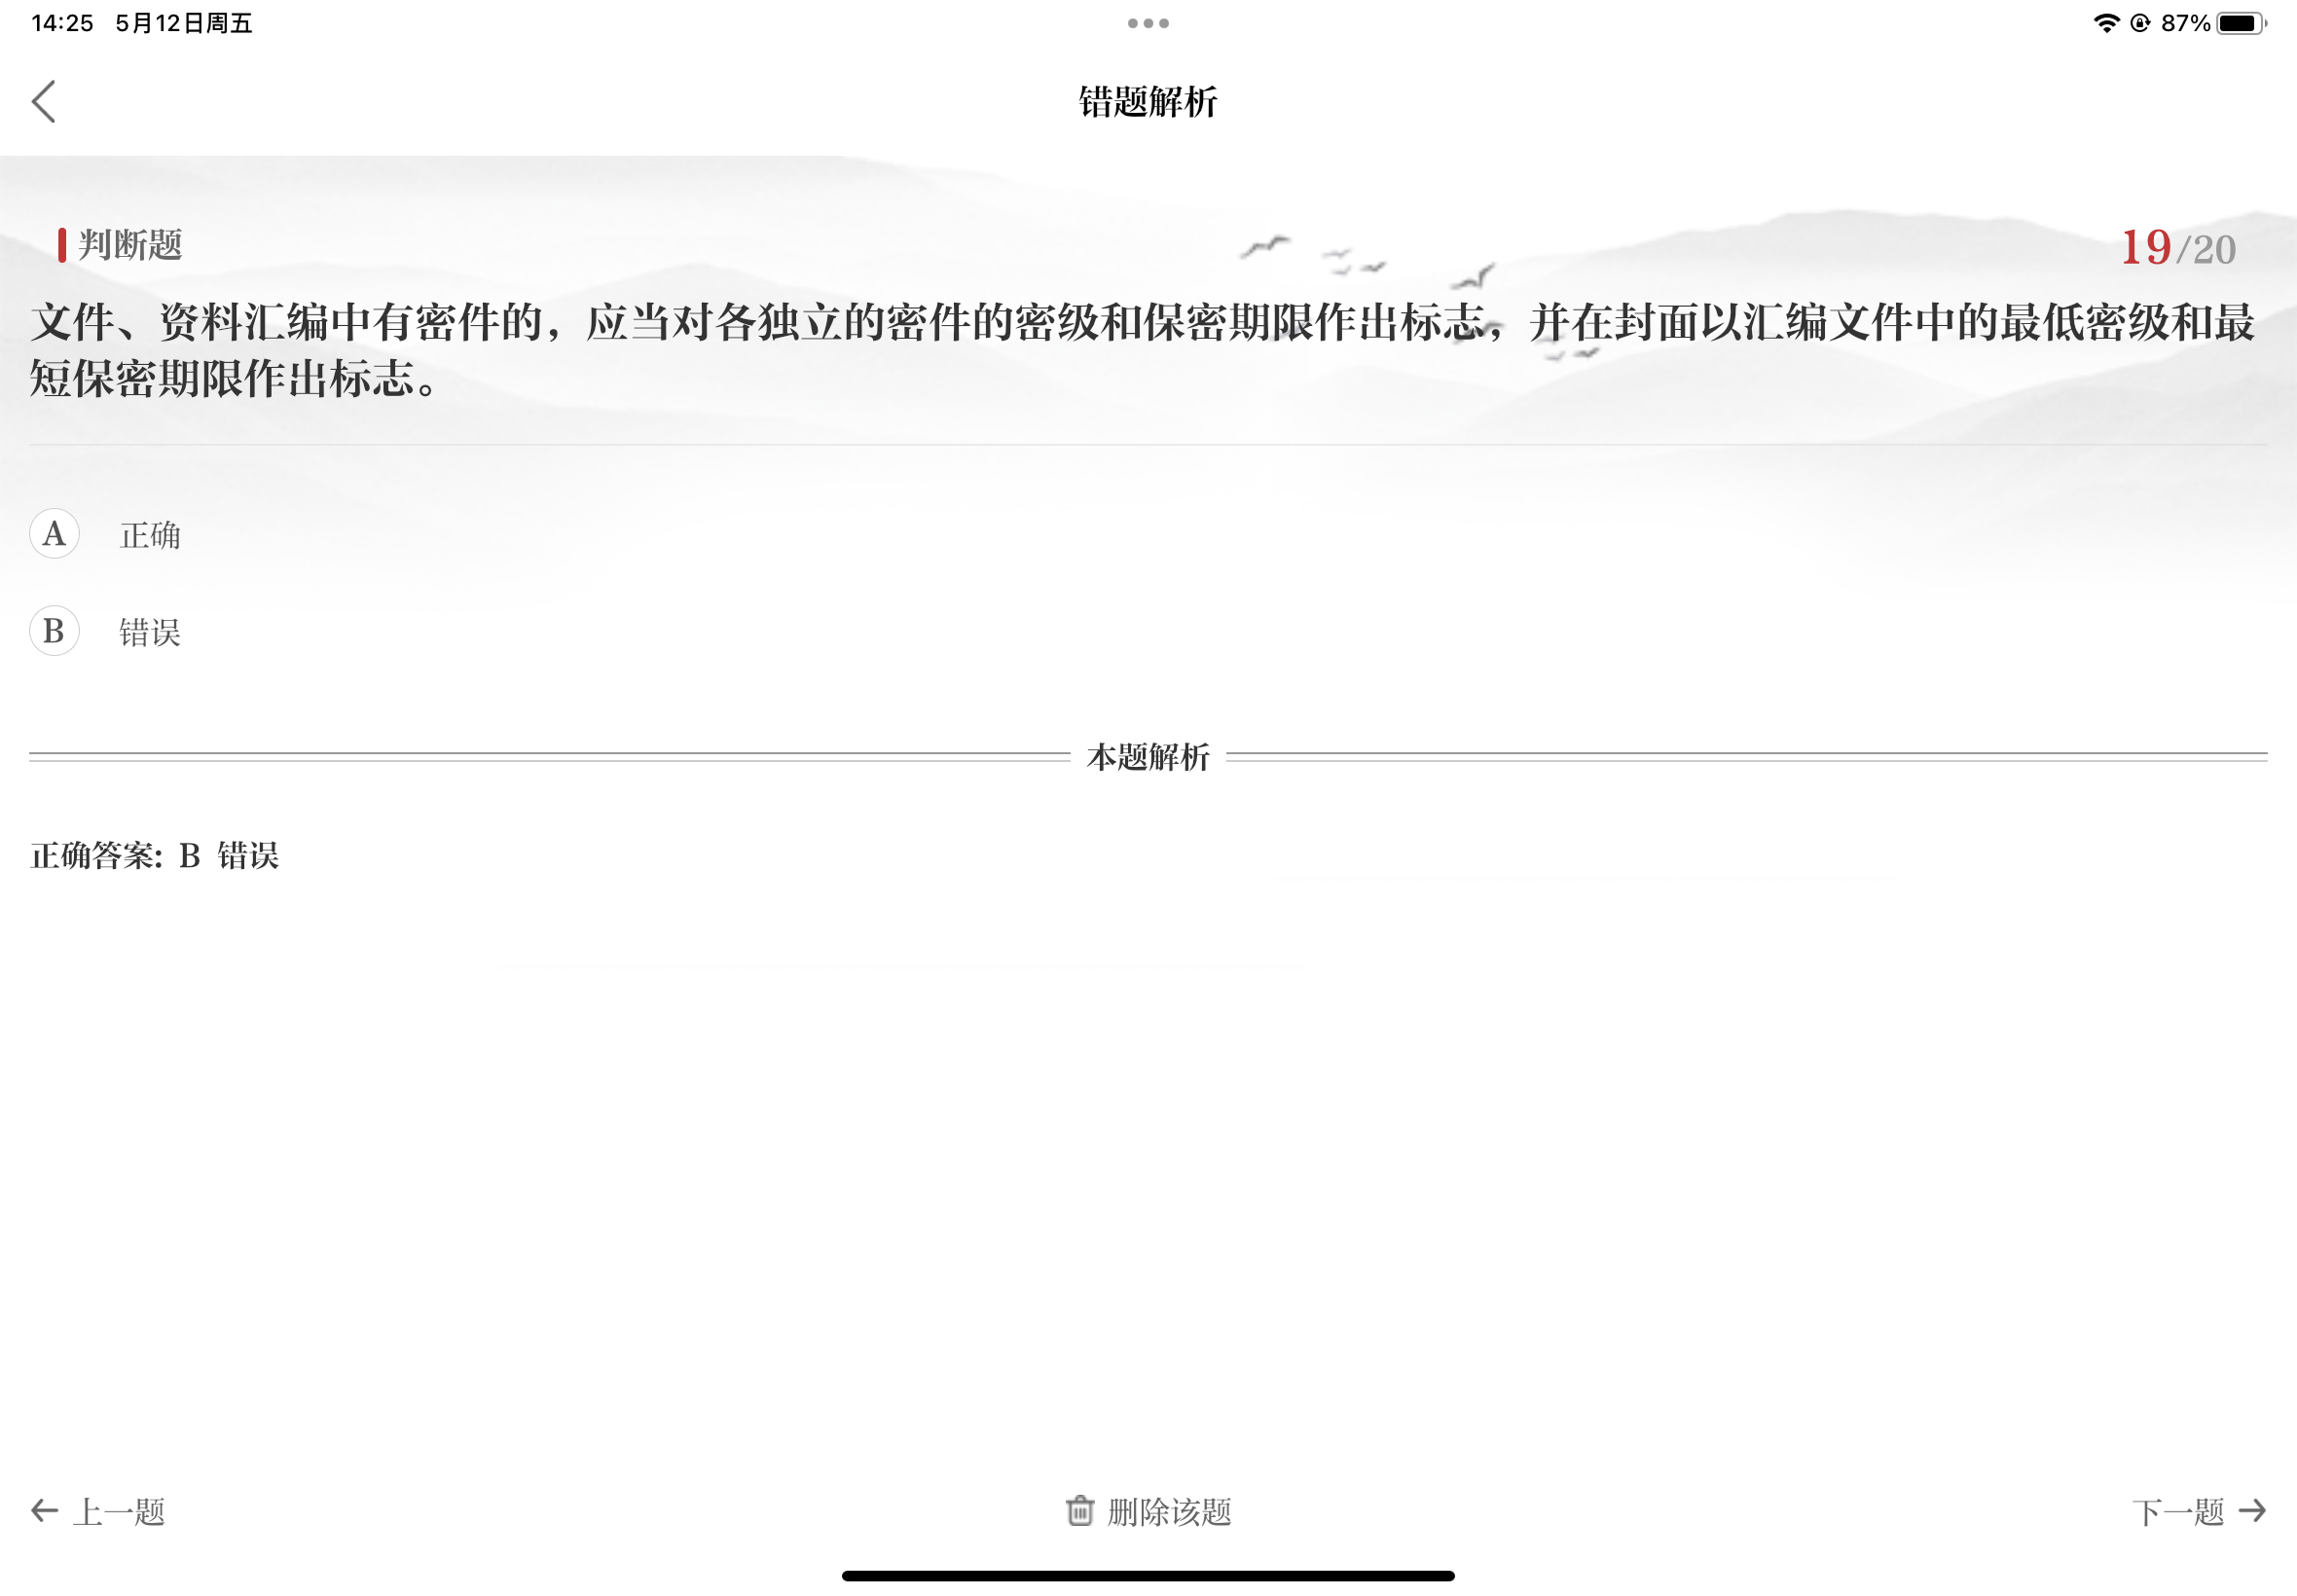 14:25 5月12日周五
87%
错题解析
判断题
19/20
文件、资料汇编中有密件的，应当对各独立的密件的密级和保密期限作出标志，并在封面以汇编文件中的最低密级和最
短保密期限作出标志。
A 正确
B 错误
本题解析
正确答案: B 错误
上一题 删除该题 下一题